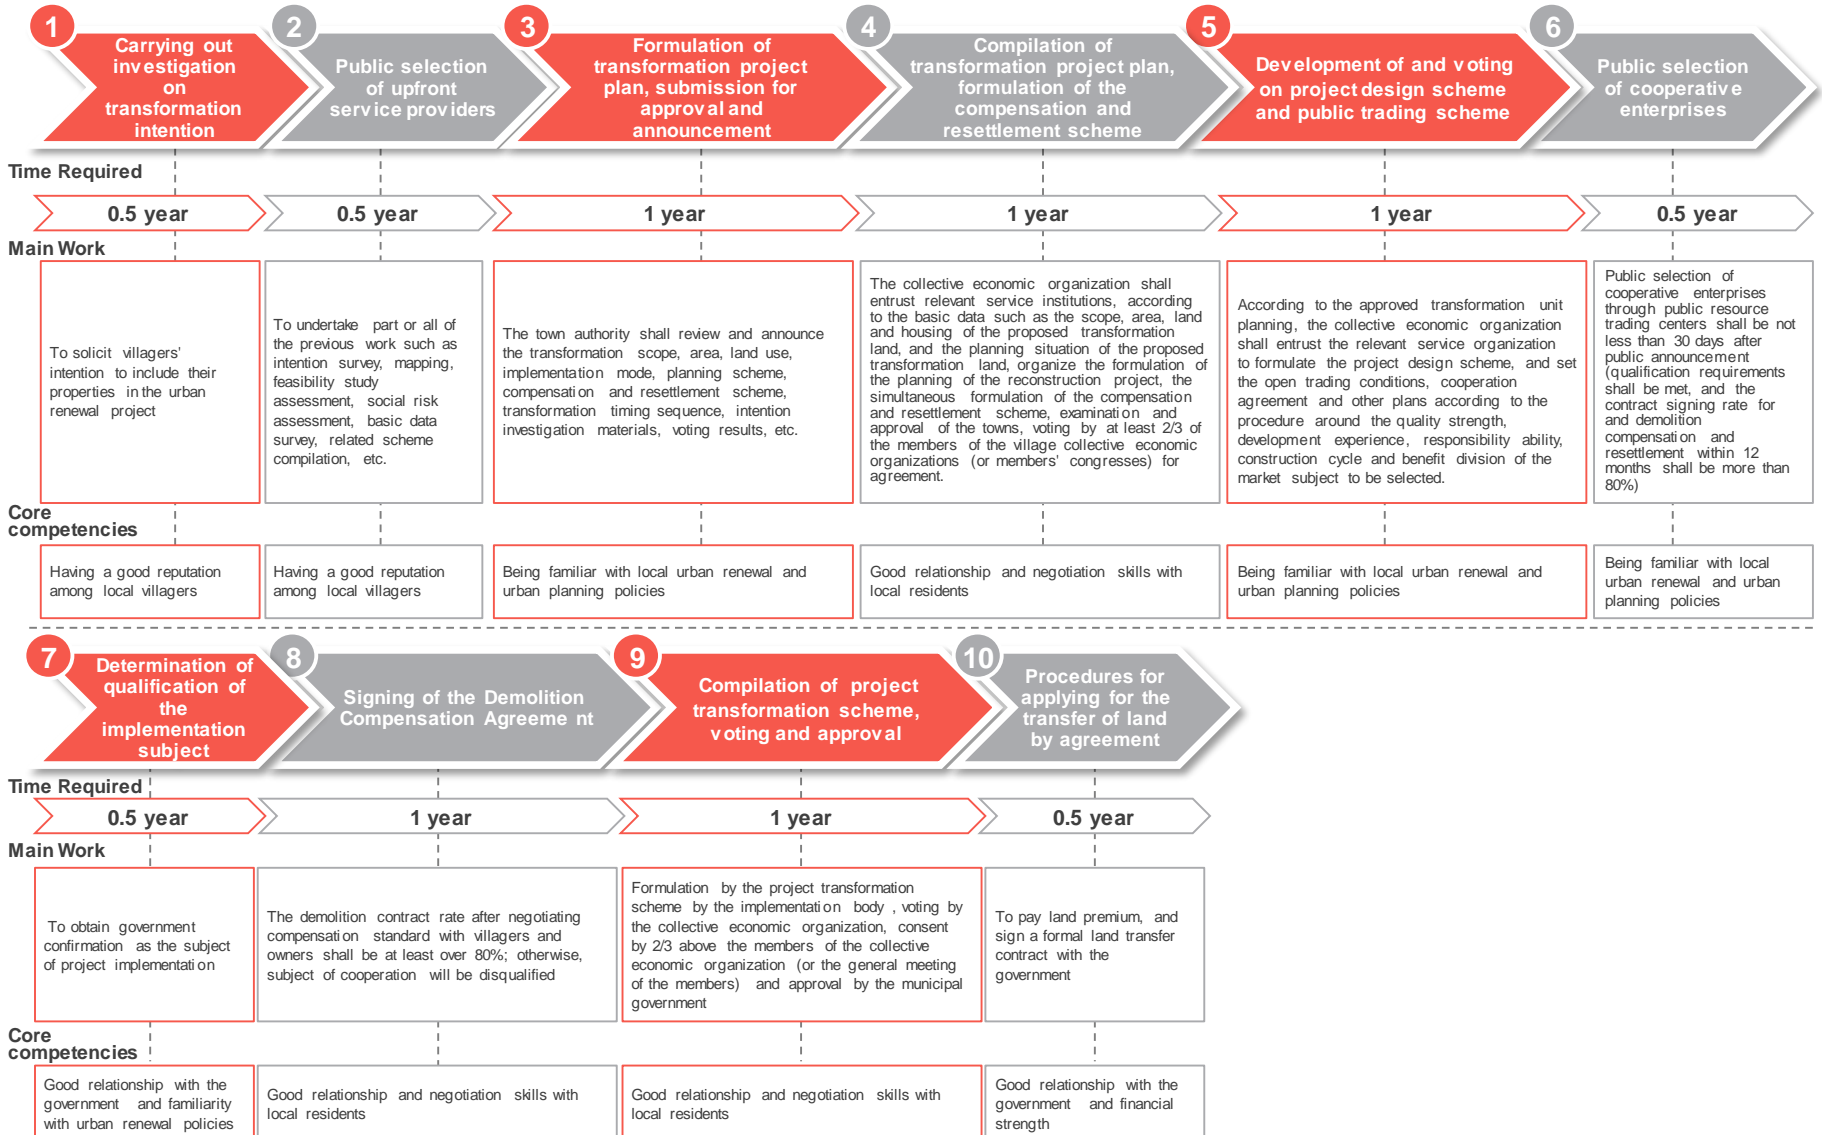 1
Carrying out
investigation
on
transformation
intention
2
Public selection
of upfront
service providers
3
Formulation of
transformation project
plan, submission for
approval and
announcement
4
Compilation of
transformation project plan,
formulation of the
compensation and
resettlement scheme
5
Development of and voting
on project design scheme
and public trading scheme
6
Public selection
of cooperative
enterprises
Time Required
0.5 year
0.5 year
1 year
1 year
1 year
0.5 year
Main Work
To solicit villagers'
intention to include their
properties in the urban
renewal project
To undertake part or all of
the previous work such as
intention survey, mapping,
feasibility study
assessment, social risk
assessment, basic data
survey, related scheme
compilation, etc.
The town authority shall review and announce
the transformation scope, area, land use,
implementation mode, planning scheme,
compensation and resettlement scheme,
transformation timing sequence, intention
investigation materials, voting results, etc.
The collective economic organization shall
entrust relevant service institutions, according
to the basic data such as the scope, area, land
and housing of the proposed transformation
land, and the planning situation of the proposed
transformation land, organize the formulation of
the planning of the reconstruction project, the
simultaneous formulation of the compensation
and resettlement scheme, examination and
approval of the towns, voting by at least 2/3 of
the members of the village collective economic
organizations (or members' congresses) for
agreement.
According to the approved transformation unit
planning, the collective economic organization
shall entrust the relevant service organization
to formulate the project design scheme, and set
the open trading conditions, cooperation
agreement and other plans according to the
procedure around the quality strength,
development experience, responsibility ability,
construction cycle and benefit division of the
market subject to be selected.
Public selection of
cooperative enterprises
through public resource
trading centers shall be not
less than 30 days after
public announcement
(qualification requirements
shall be met, and the
contract signing rate for
and demolition
compensation and
resettlement within 12
months shall be more than
80%)
Core
competencies
Having a good reputation
among local villagers
Having a good reputation
among local villagers
Being familiar with local urban renewal and
urban planning policies
Good relationship and negotiation skills with
local residents
Being familiar with local urban renewal and
urban planning policies
Being familiar with local
urban renewal and urban
planning policies
7
Determination of
qualification of
the
implementation
subject
8
Signing of the Demolition
Compensation Agreement
9
Compilation of project
transformation scheme,
voting and approval
10
Procedures for
applying for the
transfer of land
by agreement
Time Required
0.5 year
1 year
1 year
0.5 year
Main Work
To obtain government
confirmation as the subject
of project implementation
The demolition contract rate after negotiating
compensation standard with villagers and
owners shall be at least over 80%; otherwise,
subject of cooperation will be disqualified
Formulation by the project transformation
scheme by the implementation body , voting by
the collective economic organization, consent
by 2/3 above the members of the collective
economic organization (or the general meeting
of the members) and approval by the municipal
government
To pay land premium, and
sign a formal land transfer
contract with the
government
Core
competencies
Good relationship with the
government and familiarity
with urban renewal policies
Good relationship and negotiation skills with
local residents
Good relationship and negotiation skills with
local residents
Good relationship with the
government and financial
strength